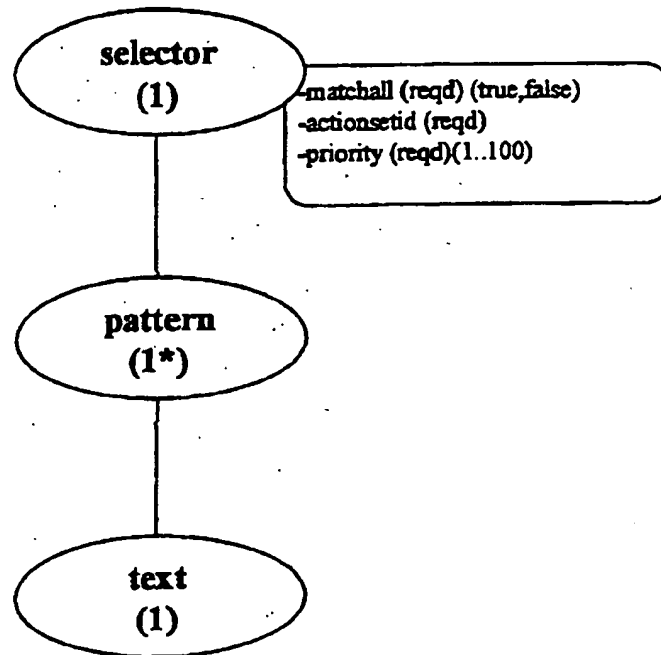 selector
(1)
-matchall (reqd) (true,false)
-actionsetid (reqd)
-priority (reqd)(1..100)
pattern
(1*)
text
(1)